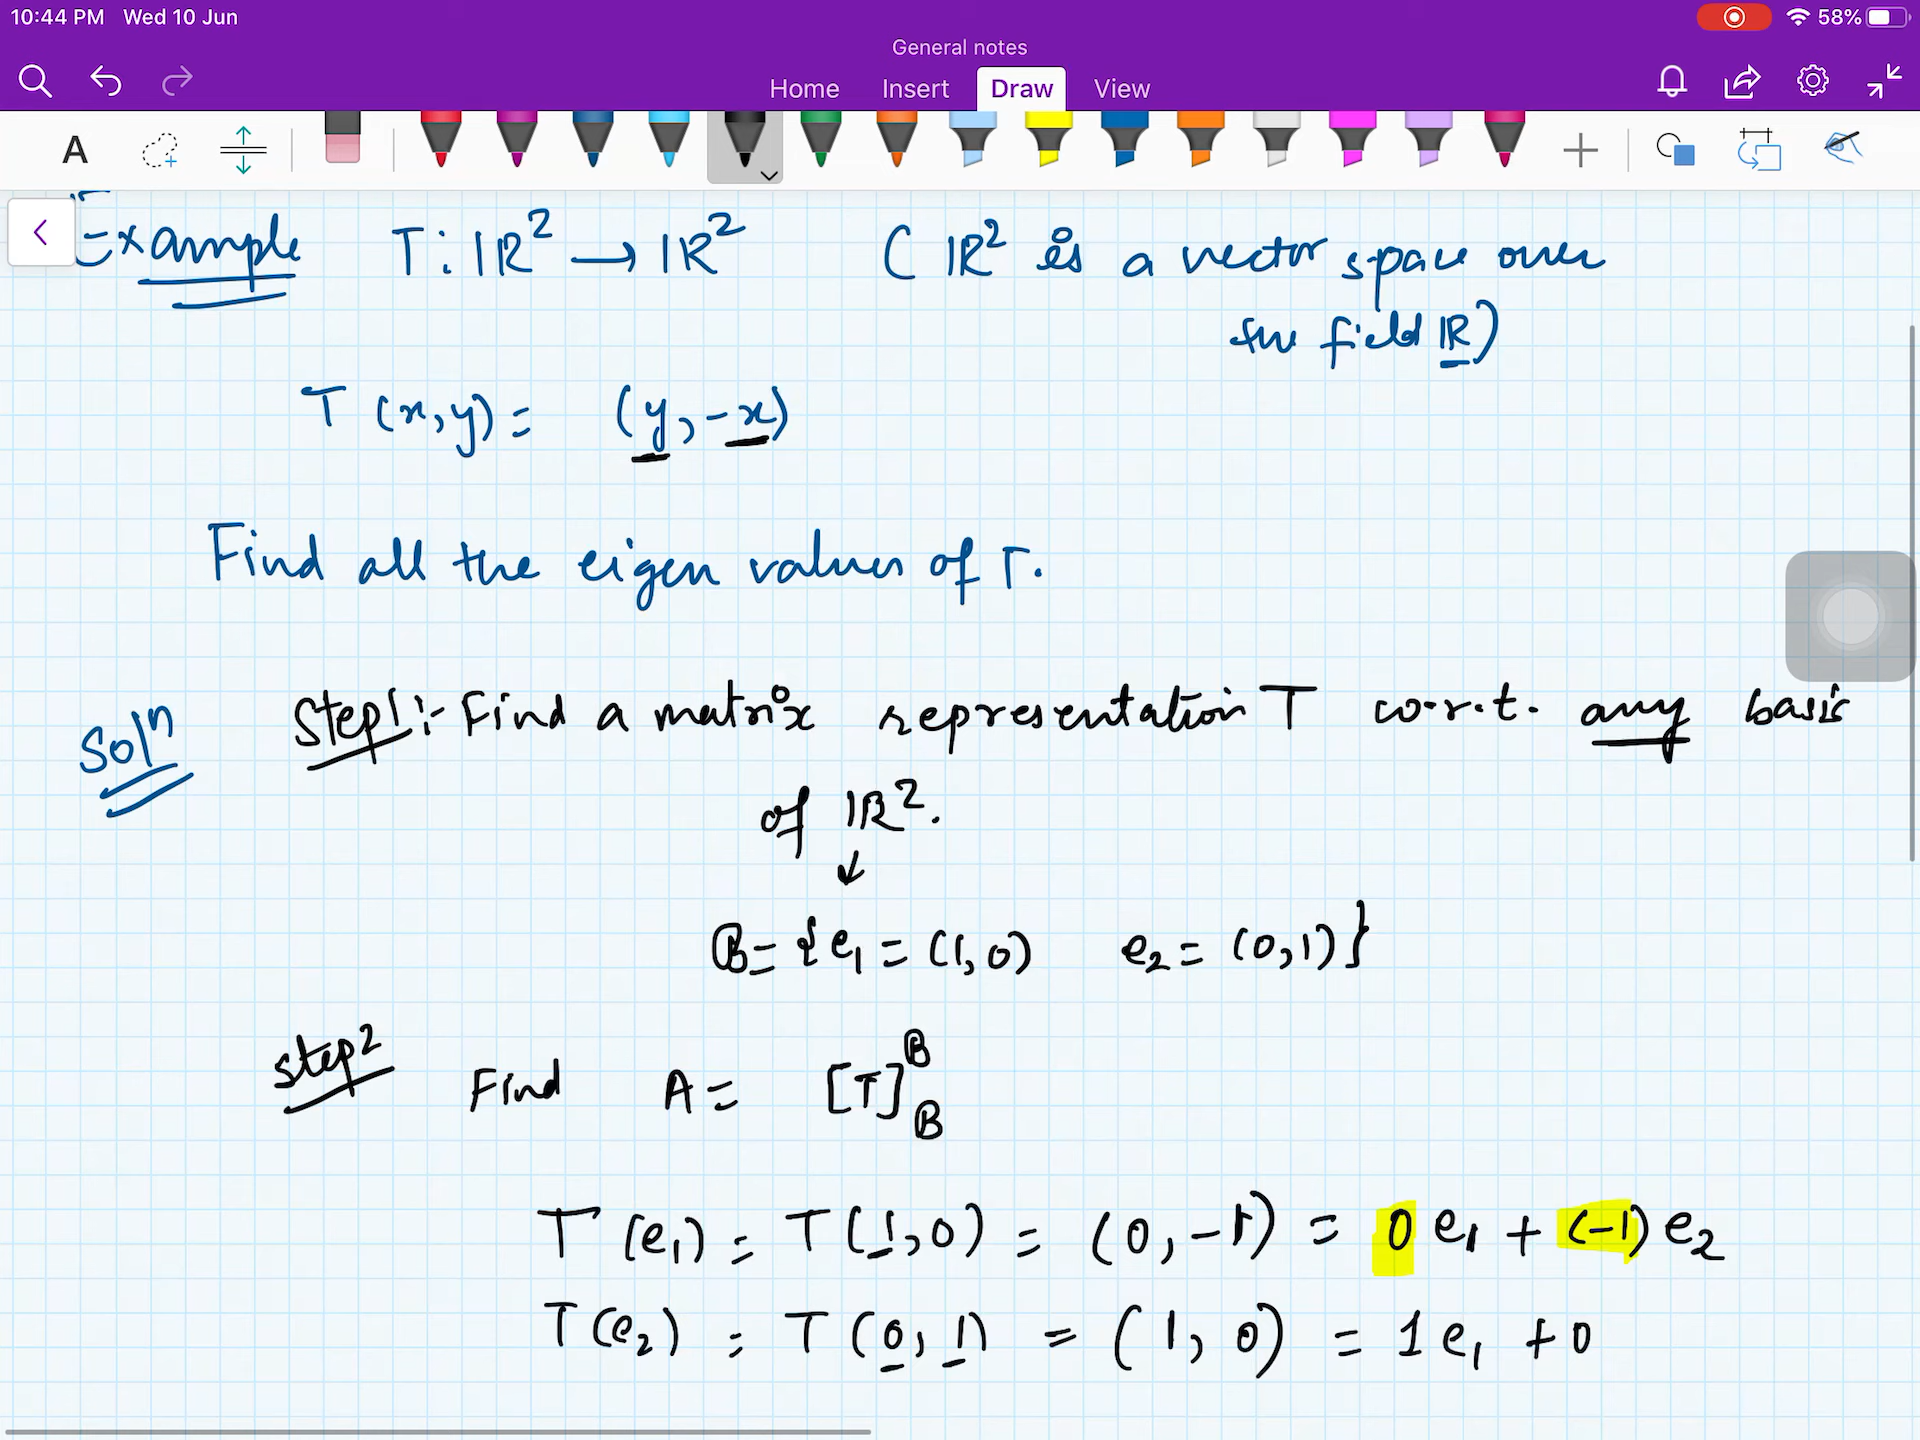 10:44 PM Wed 10 Jun
58%
General notes
Home Insert Draw View
A
Example T: ℝ² → ℝ² ( ℝ² is a vector space over
the field ℝ)
T (x,y) = (y, -x)
Find all the eigen values of T.
Solⁿ Step1:- Find a matrix representation T w.r.t. any basis
of ℝ².
↓
B = { e₁ = (1,0) e₂ = (0,1) }
step2 Find A = [T]_B^B
T (e₁) = T (1,0) = (0, -1) = 0 e₁ + (-1) e₂
T (e₂) = T (0, 1) = (1, 0) = 1 e₁ + 0